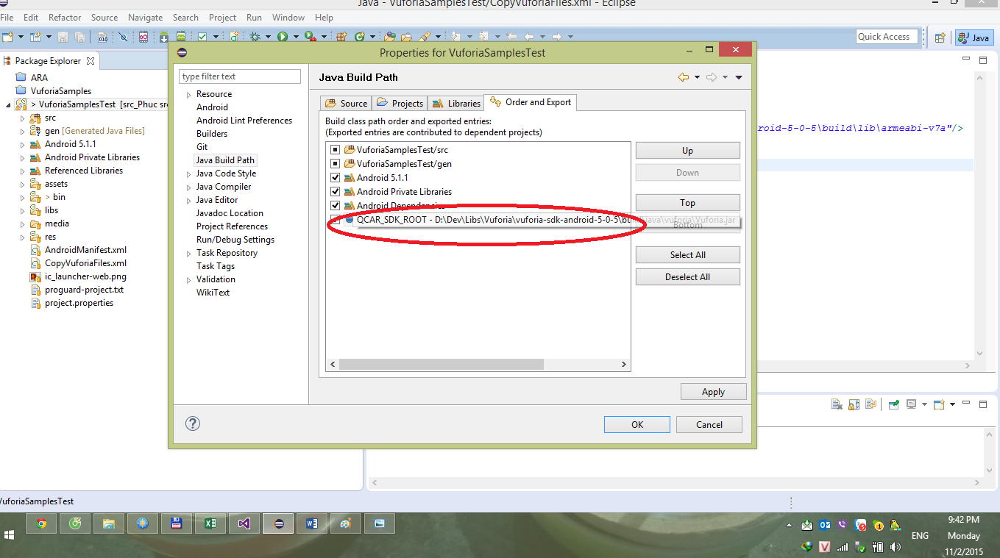 Java - VuforiaSamplesTest/CopyVuforiaFiles.xml - Eclipse
File Edit Refactor Source Navigate Search Project Run Window Help
Quick Access
Java
Package Explorer
ARA
VuforiaSamples
> VuforiaSamplesTest [src_Phuc src
src
gen [Generated Java Files]
Android 5.1.1
Android Private Libraries
Referenced Libraries
assets
> bin
libs
media
res
AndroidManifest.xml
CopyVuforiaFiles.xml
ic_launcher-web.png
proguard-project.txt
project.properties
Properties for VuforiaSamplesTest
type filter text
Resource
Android
Android Lint Preferences
Builders
Git
Java Build Path
Java Code Style
Java Compiler
Java Editor
Javadoc Location
Project References
Run/Debug Settings
Task Repository
Task Tags
Validation
WikiText
Java Build Path
Source Projects Libraries Order and Export
Build class path order and exported entries:
(Exported entries are contributed to dependent projects)
VuforiaSamplesTest/src
VuforiaSamplesTest/gen
Android 5.1.1
Android Private Libraries
Android Dependencies
QCAR_SDK_ROOT - D:\Dev\Libs\Vuforia\vuforia-sdk-android-5-0-5\bu java\vuforia\Vuforia.jar
Up
Down
Top
Bottom
Select All
Deselect All
Apply
OK
Cancel
roid-5-0-5\build\lib\armeabi-v7a"/>
VuforiaSamplesTest
ENG
9:42 PM
Monday
11/2/2015